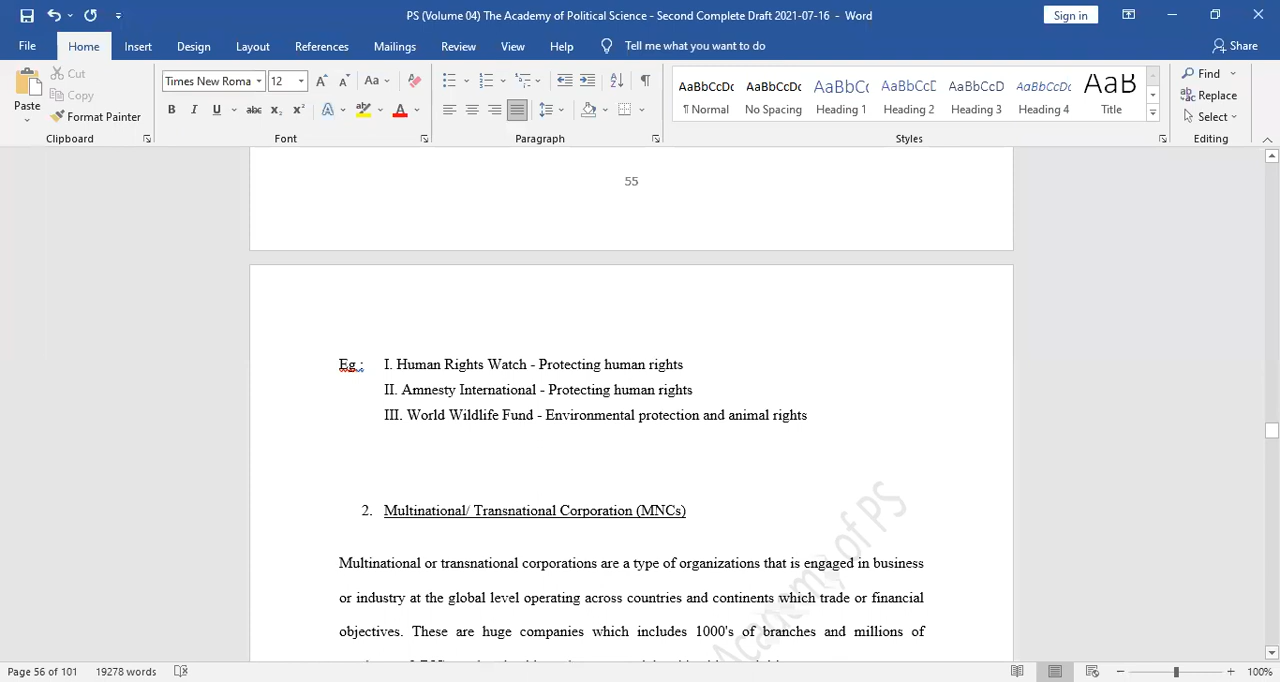 PS (Volume 04) The Academy of Political Science - Second Complete Draft 2021-07-16 - Word
Sign in
File Home Insert Design Layout References Mailings Review View Help Tell me what you want to do Share
Paste
Cut
Copy
Format Painter
Clipboard
Times New Roma 12
Font
Paragraph
AaBbCcDc ¶ Normal
AaBbCcDc No Spacing
AaBbCc Heading 1
AaBbCcD Heading 2
AaBbCcD Heading 3
AaBbCcDc Heading 4
AaB Title
Styles
Find
Replace
Select
Editing
55
Eg.: I. Human Rights Watch - Protecting human rights
II. Amnesty International - Protecting human rights
III. World Wildlife Fund - Environmental protection and animal rights
2. Multinational/ Transnational Corporation (MNCs)
Multinational or transnational corporations are a type of organizations that is engaged in business
or industry at the global level operating across countries and continents which trade or financial
objectives. These are huge companies which includes 1000's of branches and millions of
Academy of PS
Page 56 of 101 19278 words 100%